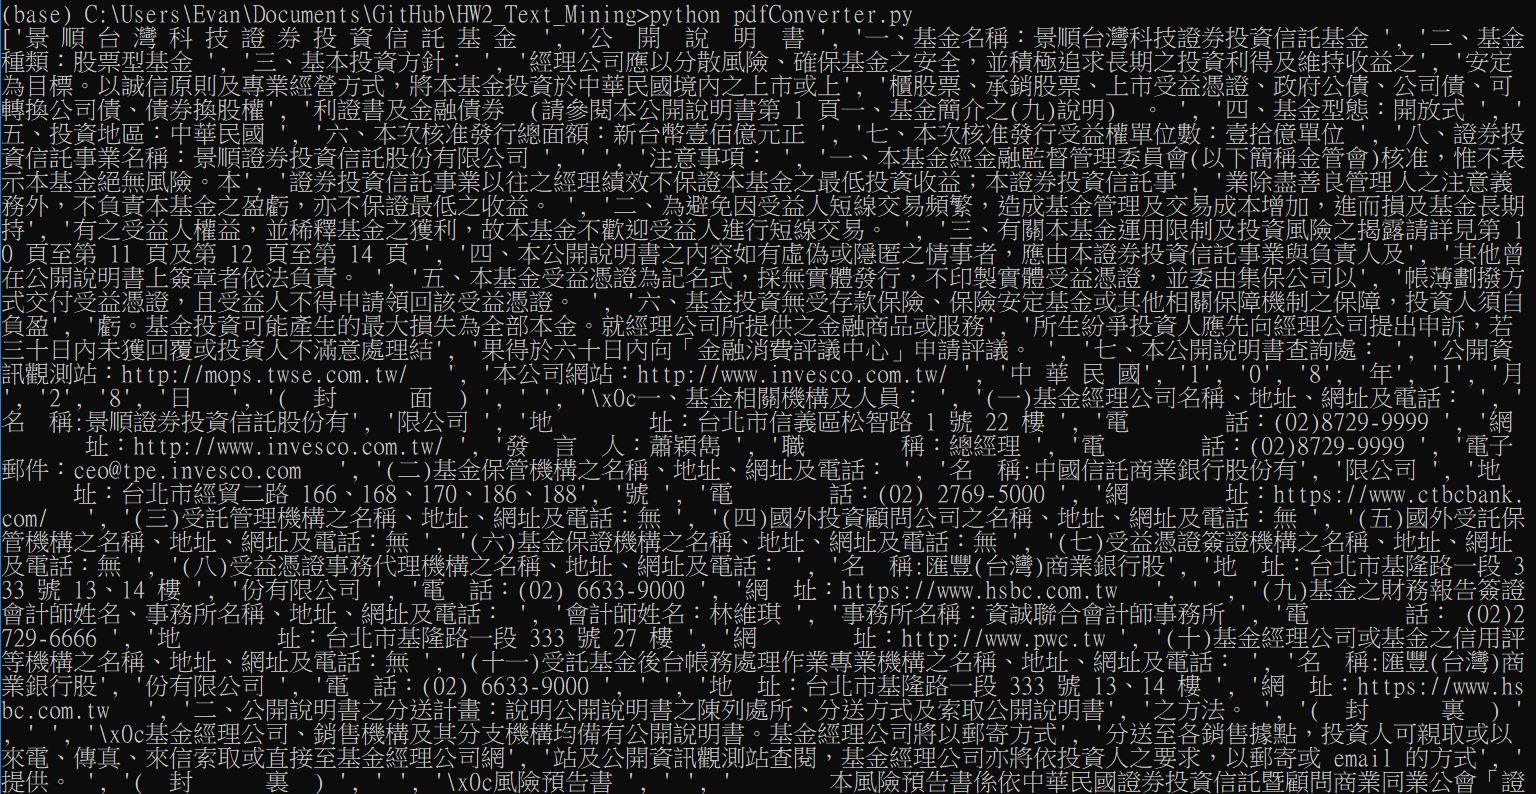 (base) C:\Users\Evan\Documents\GitHub\HW2_Text_Mining>python pdfConverter.py
['景 順 台 灣 科 技 證 券 投 資 信 託 基 金  ', '公  開  說  明  書 ', '一、基金名稱：景順台灣科技證券投資信託基金 ', '二、基金
種類：股票型基金 ', '三、基本投資方針： ', '經理公司應以分散風險、確保基金之安全，並積極追求長期之投資利得及維持收益之', '安定
為目標。以誠信原則及專業經營方式，將本基金投資於中華民國境內之上市或上', '櫃股票、承銷股票、上市受益憑證、政府公債、公司債、可
轉換公司債、債券換股權', '利證書及金融債券 (請參閱本公開說明書第 1 頁一、基金簡介之(九)說明) 。 ', '四、基金型態：開放式 ', '
五、投資地區：中華民國 ', '六、本次核准發行總面額：新台幣壹佰億元正 ', '七、本次核准發行受益權單位數：壹拾億單位 ', '八、證券投
資信託事業名稱：景順證券投資信託股份有限公司 ', ' ', ' ', '注意事項： ', '一、本基金經金融監督管理委員會(以下簡稱金管會)核准，惟不表
示本基金絕無風險。本', '證券投資信託事業以往之經理績效不保證本基金之最低投資收益；本證券投資信託事', '業除盡善良管理人之注意義
務外，不負責本基金之盈虧，亦不保證最低之收益。 ', '二、為避免因受益人短線交易頻繁，造成基金管理及交易成本增加，進而損及基金長期
持', '有之受益人權益，並稀釋基金之獲利，故本基金不歡迎受益人進行短線交易。 ', '三、有關本基金運用限制及投資風險之揭露請詳見第 1
0 頁至第 11 頁及第 12 頁至第 14 頁 ', '四、本公開說明書之內容如有虛偽或隱匿之情事者，應由本證券投資信託事業與負責人及', '其他曾
在公開說明書上簽章者依法負責。 ', '五、本基金受益憑證為記名式，採無實體發行，不印製實體受益憑證，並委由集保公司以', '帳薄劃撥方
式交付受益憑證，且受益人不得申請領回該受益憑證。 ', '六、基金投資無受存款保險、保險安定基金或其他相關保障機制之保障，投資人須自
負盈', '虧。基金投資可能產生的最大損失為全部本金。就經理公司所提供之金融商品或服務', '所生紛爭投資人應先向經理公司提出申訴，若
三十日內未獲回覆或投資人不滿意處理結', '果得於六十日內向「金融消費評議中心」申請評議。 ', '七、本公開說明書查詢處： ', '公開資
訊觀測站：http://mops.twse.com.tw/   ', '本公司網站：http://www.invesco.com.tw/ ', '中 華 民 國', '1', '0', '8', '年', '1', '月
', '2', '8', '日   ', '(  封      面  ) ', ' ', ' ', '\x0c一、基金相關機構及人員： ', '(一)基金經理公司名稱、地址、網址及電話： ', '
名  稱:景順證券投資信託股份有', '限公司 ', '地        址：台北市信義區松智路 1 號 22 樓 ', '電        話：(02)8729-9999 ', '網
       址：http://www.invesco.com.tw/ ', '發  言  人：蕭穎雋 ', '職        稱：總經理 ', '電        話：(02)8729-9999 ', '電子
郵件：ceo@tpe.invesco.com   ', '(二)基金保管機構之名稱、地址、網址及電話： ', '名  稱:中國信託商業銀行股份有', '限公司 ', '地
      址：台北市經貿二路 166、168、170、186、188', '號 ', '電        話：(02) 2769-5000 ', '網        址：https://www.ctbcbank.
com/   ', '(三)受託管理機構之名稱、地址、網址及電話：無 ', '(四)國外投資顧問公司之名稱、地址、網址及電話：無 ', '(五)國外受託保
管機構之名稱、地址、網址及電話：無 ', '(六)基金保證機構之名稱、地址、網址及電話：無 ', '(七)受益憑證簽證機構之名稱、地址、網址
及電話：無 ', '(八)受益憑證事務代理機構之名稱、地址、網址及電話： ', '名  稱:匯豐(台灣)商業銀行股', '地  址：台北市基隆路一段 3
33 號 13、14 樓 ', '份有限公司 ', '電  話：(02) 6633-9000 ', '網  址：https://www.hsbc.com.tw   ', ' ', '(九)基金之財務報告簽證
會計師姓名、事務所名稱、地址、網址及電話： ', '會計師姓名：林維琪 ', '事務所名稱：資誠聯合會計師事務所 ', '電        話： (02)2
729-6666 ', '地        址：台北市基隆路一段 333 號 27 樓 ', '網        址：http://www.pwc.tw ', '(十)基金經理公司或基金之信用評
等機構之名稱、地址、網址及電話：無 ', '(十一)受託基金後台帳務處理作業專業機構之名稱、地址、網址及電話： ', '名  稱:匯豐(台灣)商
業銀行股', '份有限公司 ', '電  話：(02) 6633-9000 ', ' ', '地  址：台北市基隆路一段 333 號 13、14 樓 ', '網  址：https://www.hs
bc.com.tw   ', '二、公開說明書之分送計畫：說明公開說明書之陳列處所、分送方式及索取公開說明書', '之方法。 ', '(  封      裏  ) '
, ' ', ' ', '\x0c基金經理公司、銷售機構及其分支機構均備有公開說明書。基金經理公司將以郵寄方式', '分送至各銷售據點，投資人可親取或以
來電、傳真、來信索取或直接至基金經理公司網', '站及公開資訊觀測站查閱，基金經理公司亦將依投資人之要求，以郵寄或 email 的方式', '
提供。 ', '(  封      裏  ) ', ' ', ' ', '\x0c風險預告書 ', ' ', ' ', '        本風險預告書係依中華民國證券投資信託暨顧問商業同業公會「證